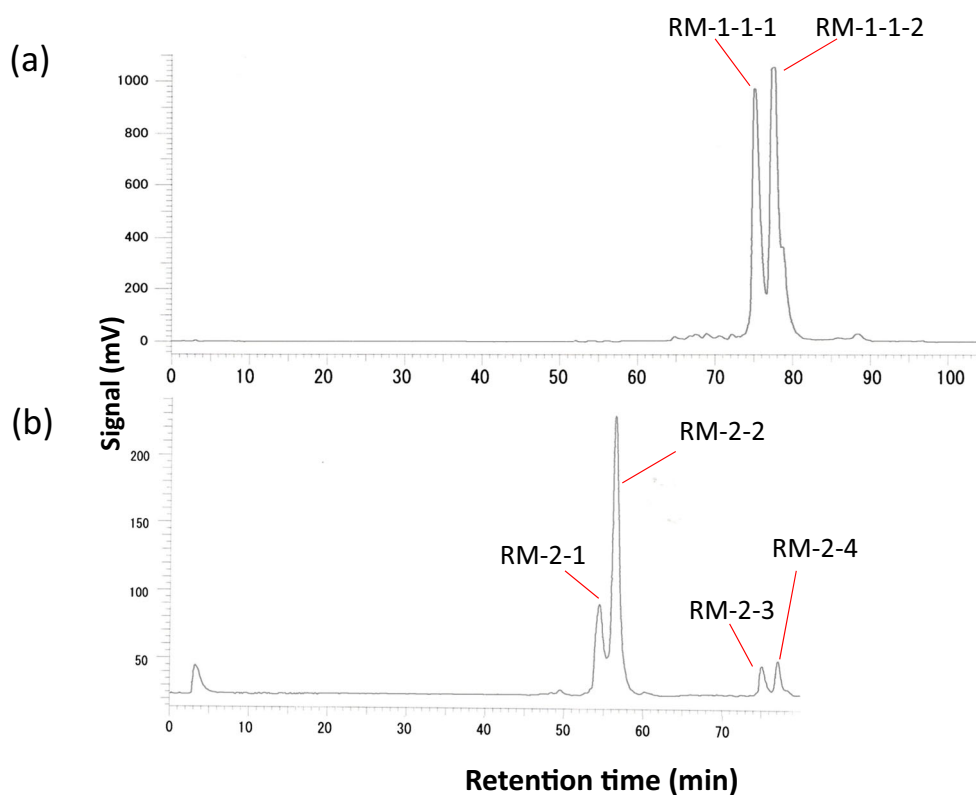 (a)
RM-1-1-1 RM-1-1-2
1000
800
600
400
200
0
0 10 20 30 40 50 60 70 80 90 100
Signal (mV)
(b)
RM-2-2
RM-2-1
RM-2-4
RM-2-3
200
150
100
50
0 10 20 30 40 50 60 70
Retention time (min)